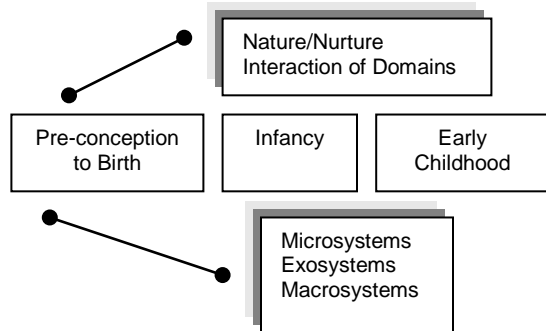 Nature/Nurture
Interaction of Domains
Pre-conception
to Birth
Infancy
Early
Childhood
Microsystems
Exosystems
Macrosystems